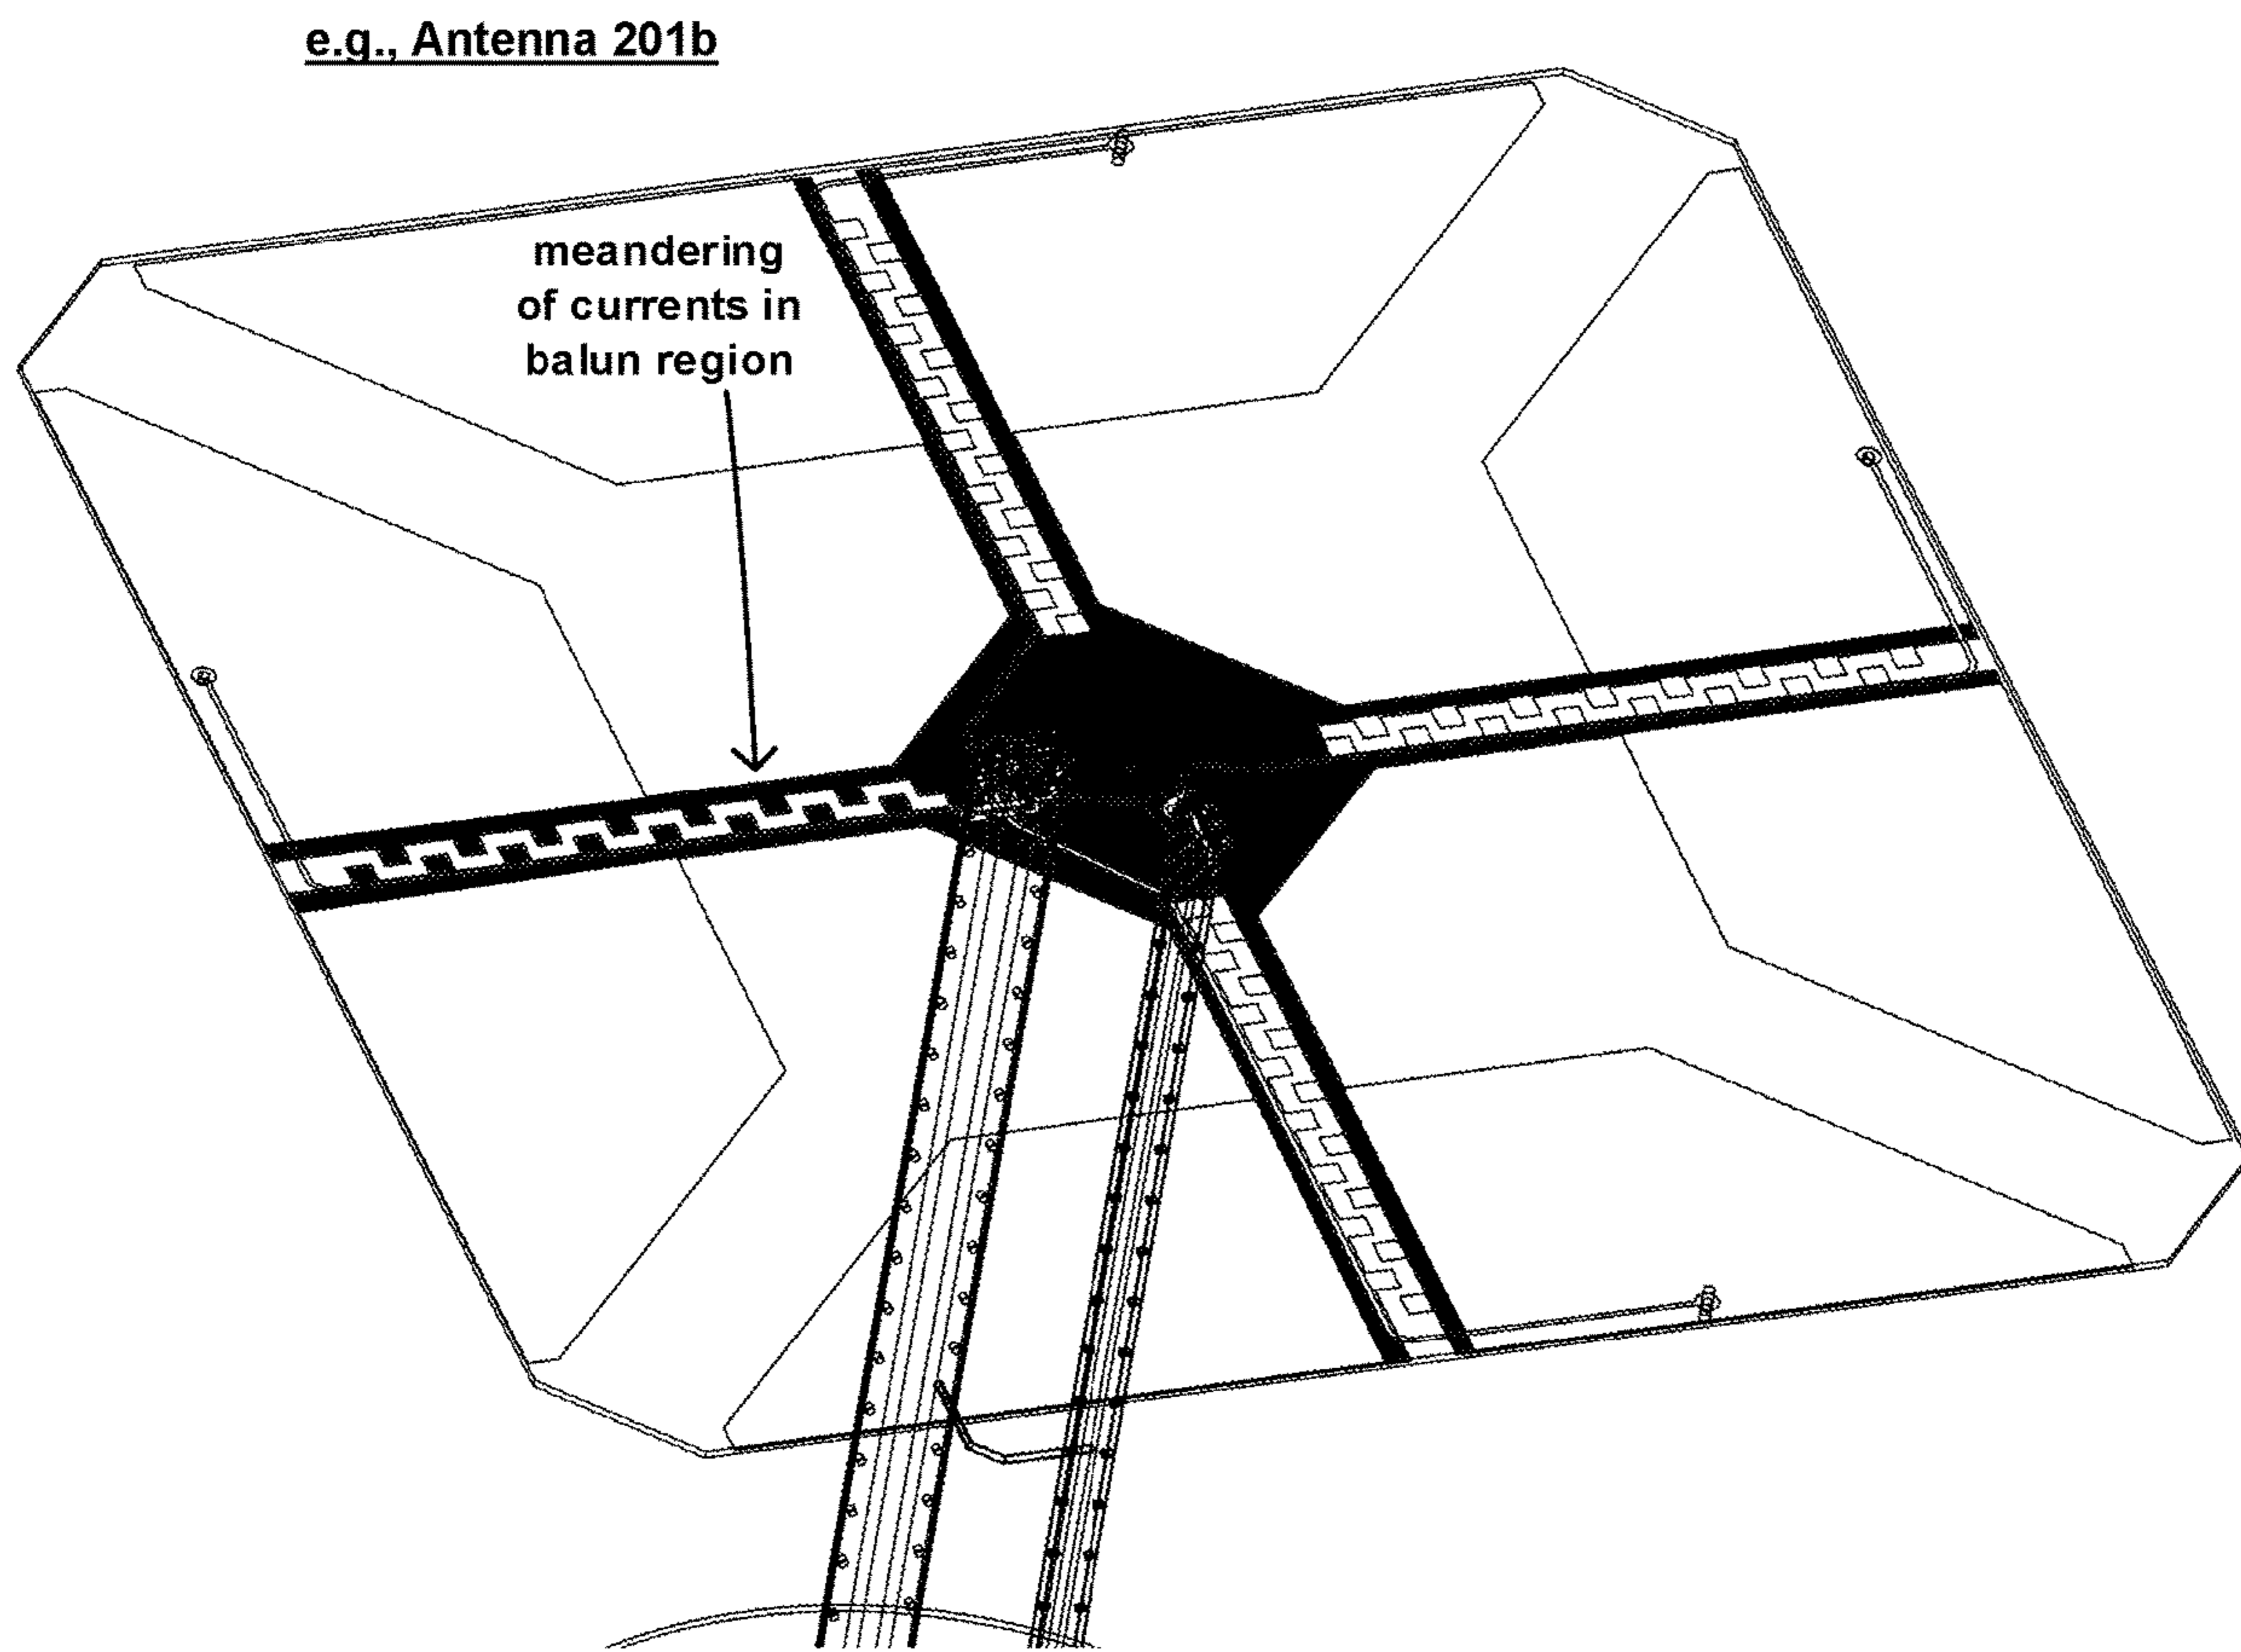 e.g., Antenna 201b
meandering
of currents in
balun region